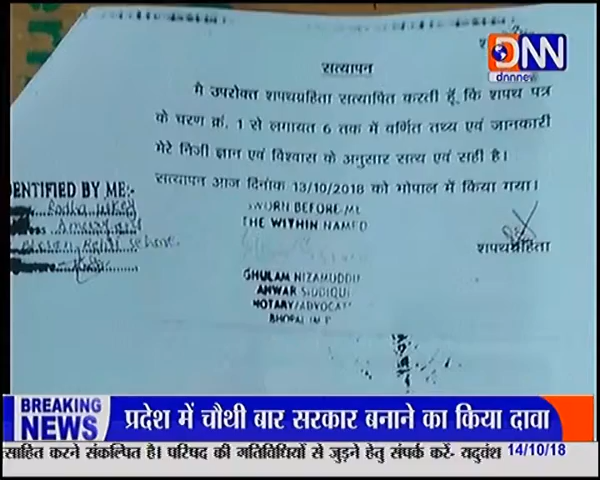 DNN
dnnnews
सत्यापन
मै उपरोक्त शपथग्रहिता सत्यापित करती हूँ, कि शपथ पत्र
के चरण क्रं. 1 से लगायत 6 तक में वर्णित तथ्य एवं जानकारी
मेरे निजी ज्ञान एवं विश्वास के अनुसार सत्य एवं सही है।
सत्यापन आज दिनांक 13/10/2018 को भोपाल में किया गया।
DENTIFIED BY ME:-
SWORN BEFORE ME
THE WITHIN NAMED
शपथग्रहिता
GHULAM NIZAMUDDIN
ANWAR SIDDIQUI
NOTARY/ADVOCATE
BHOPAL
BREAKING NEWS
प्रदेश में चौथी बार सरकार बनाने का किया दावा
त्साहित करने संकल्पित है। परिषद की गतिविधियों से जुड़ने हेतु संपर्क करें- यदुवंश
14/10/18